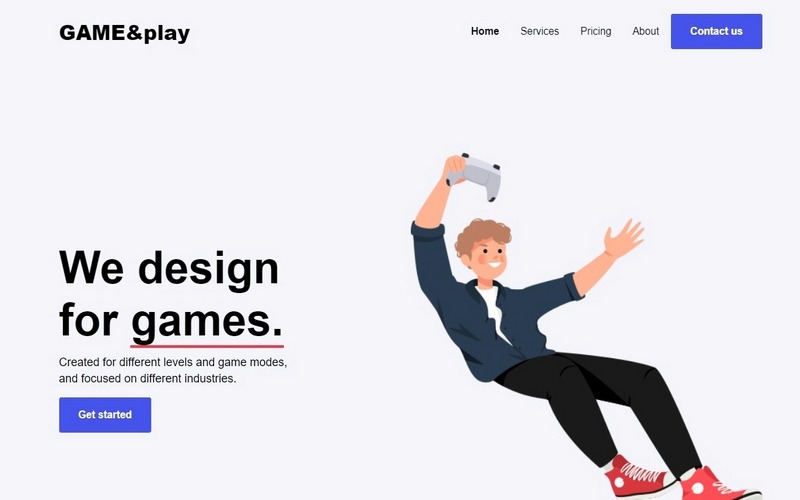 GAME&play
Home Services Pricing About Contact us
We design
for games.
Created for different levels and game modes,
and focused on different industries.
Get started